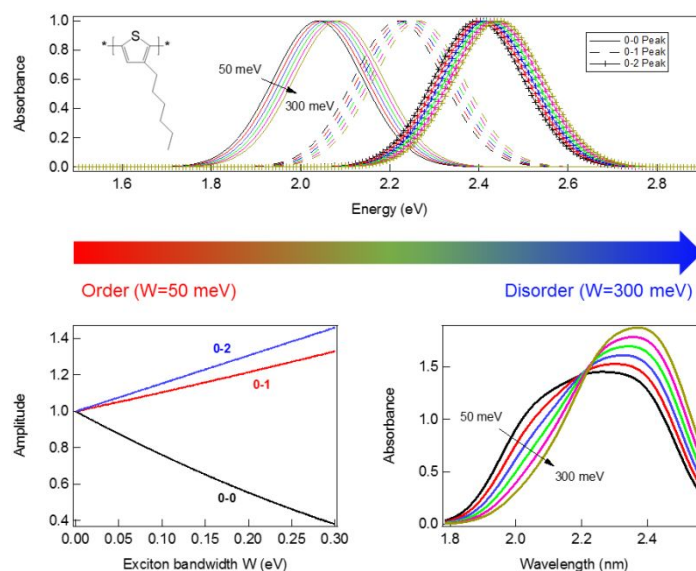 1.0
0.8
0.6
0.4
0.2
0.0
Absorbance
S
* *
50 meV
300 meV
0-0 Peak
0-1 Peak
0-2 Peak
1.6 1.8 2.0 2.2 2.4 2.6 2.8
Energy (eV)
Order (W=50 meV)
Disorder (W=300 meV)
1.4
1.2
1.0
0.8
0.6
0.4
Amplitude
0-2
0-1
0-0
0.00 0.05 0.10 0.15 0.20 0.25 0.30
Exciton bandwidth W (eV)
1.5
1.0
0.5
0.0
Absorbance
50 meV
300 meV
1.8 2.0 2.2 2.4
Wavelength (nm)